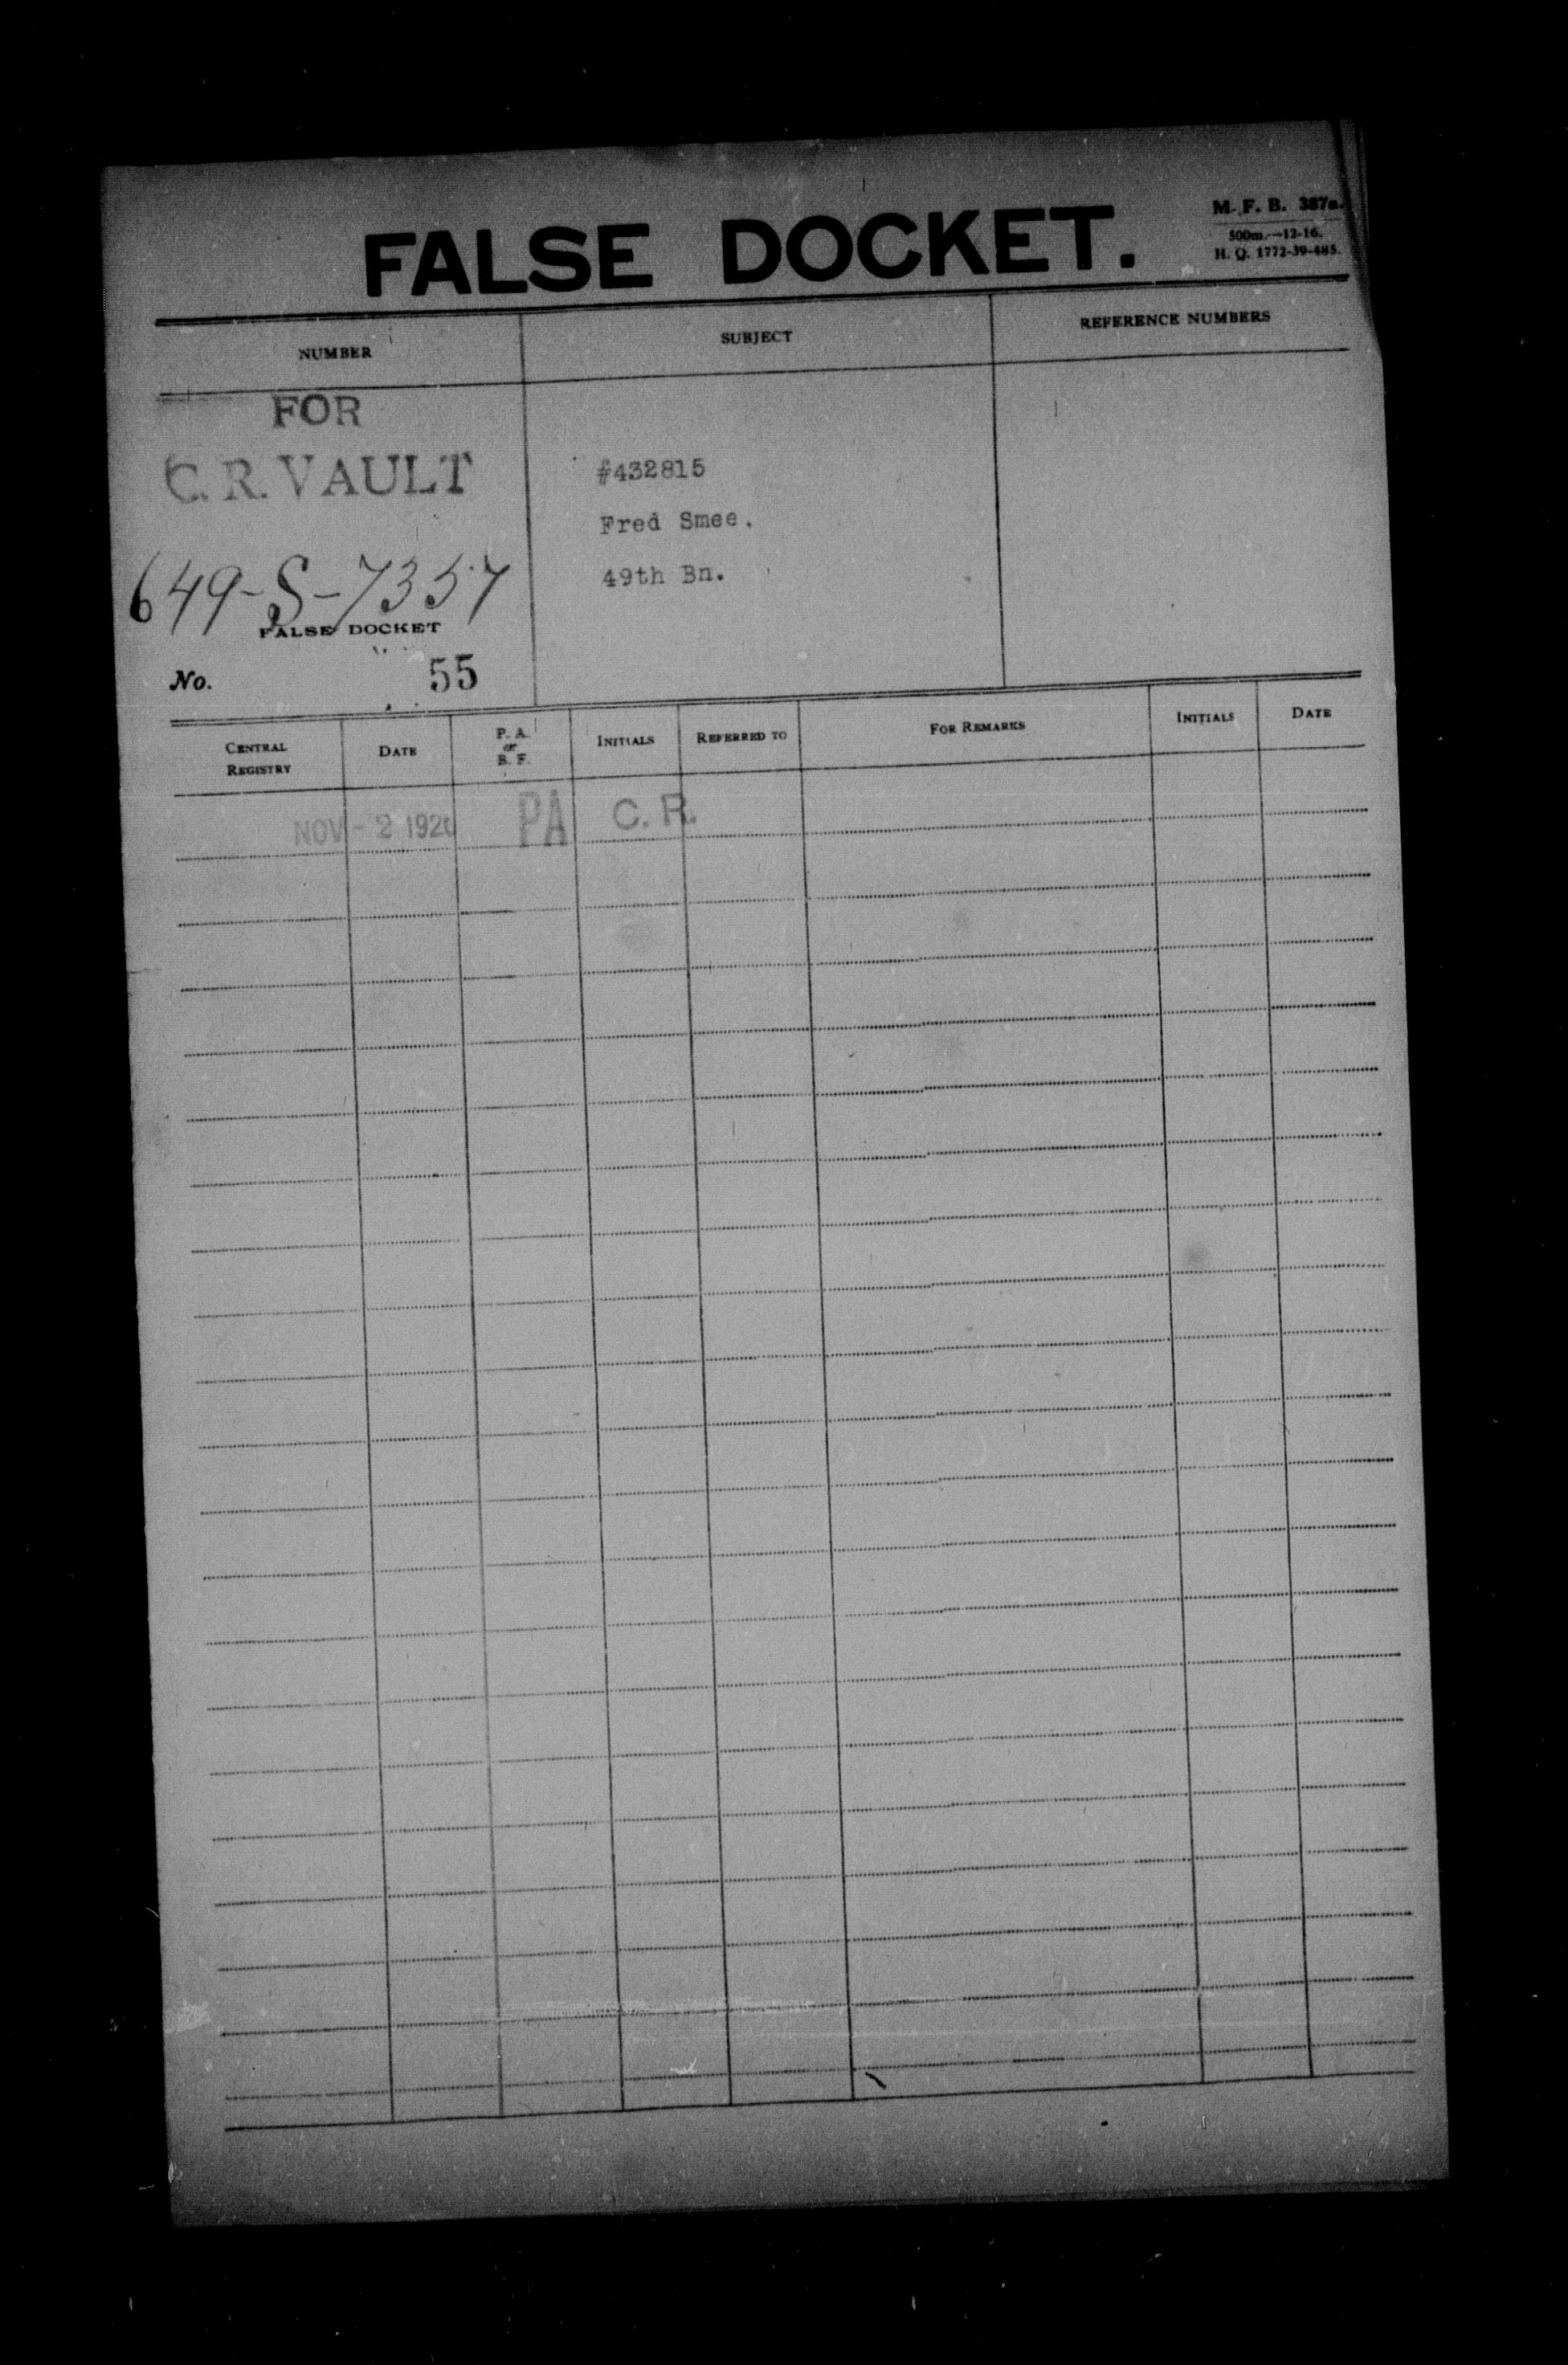 FALSE DOCKET.
M. F. B. 387a.
500m.—12-16.
H. Q. 1772-39-485.
NUMBER
SUBJECT
REFERENCE NUMBERS
FOR
C. R. VAULT
649-S-7357
FALSE DOCKET
No. 55
#432815
Fred Smee.
49th Bn.
CENTRAL REGISTRY
DATE
P. A. or B. F.
INITIALS
REFERRED TO
FOR REMARKS
INITIALS
DATE
NOV - 2 1920
PA
C. R.